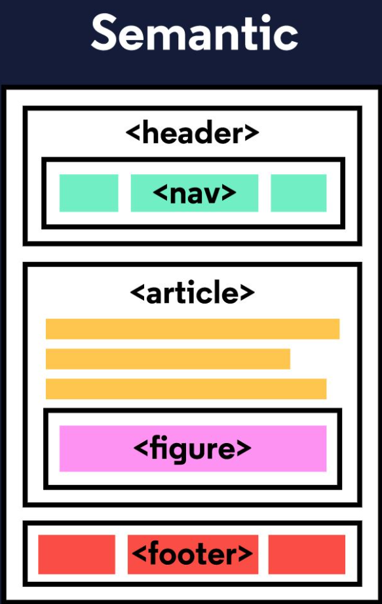 Semantic
<header>
<nav>
<article>
<figure>
<footer>